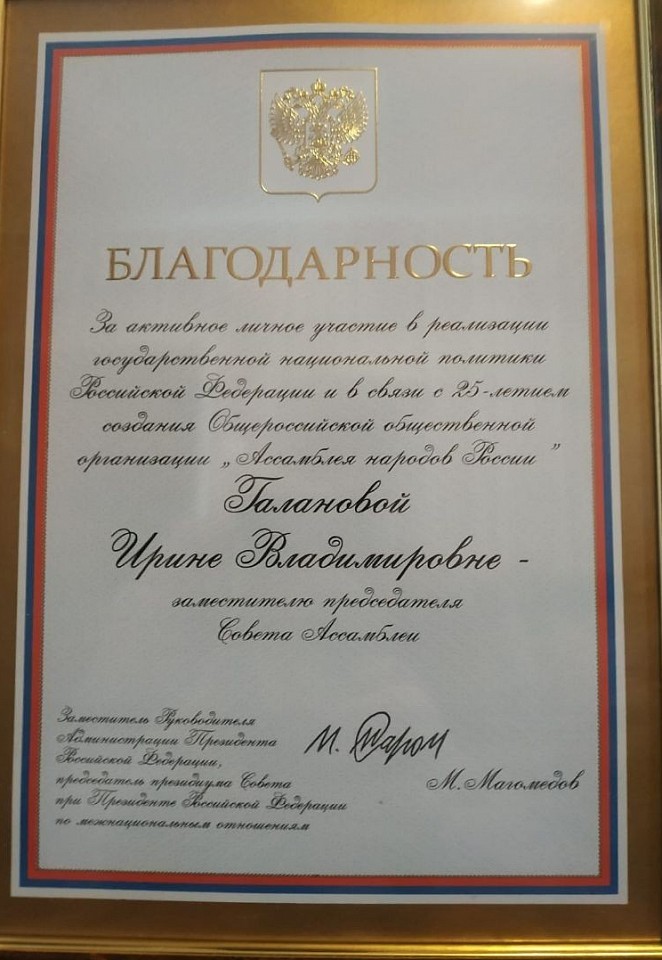 БЛАГОДАРНОСТЬ
За активное личное участие в реализации
государственной национальной политики
Российской Федерации и в связи с 25-летием
создания Общероссийской общественной
организации „Ассамблея народов России"
Галановой
Ирине Владимировне -
заместителю председателя
Совета Ассамблеи
Заместитель Руководителя
Администрации Президента
Российской Федерации,
председатель президиума Совета
при Президенте Российской Федерации
по межнациональным отношениям
М. Магомедов